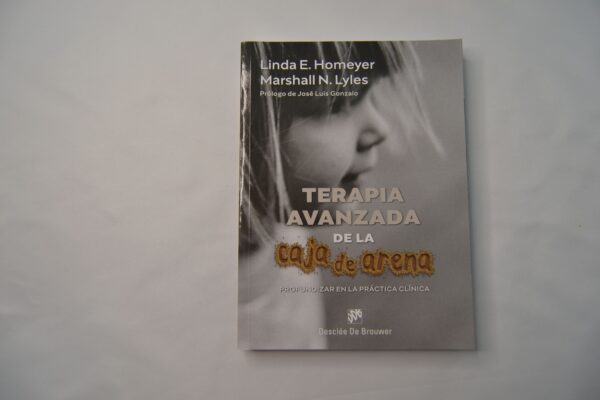 Linda E. Homeyer
Marshall N. Lyles
Prólogo de José Luis Gonzalo
TERAPIA
AVANZADA
DE LA
caja de arena
PROFUNDIZAR EN LA PRÁCTICA CLÍNICA
Desclée De Brouwer